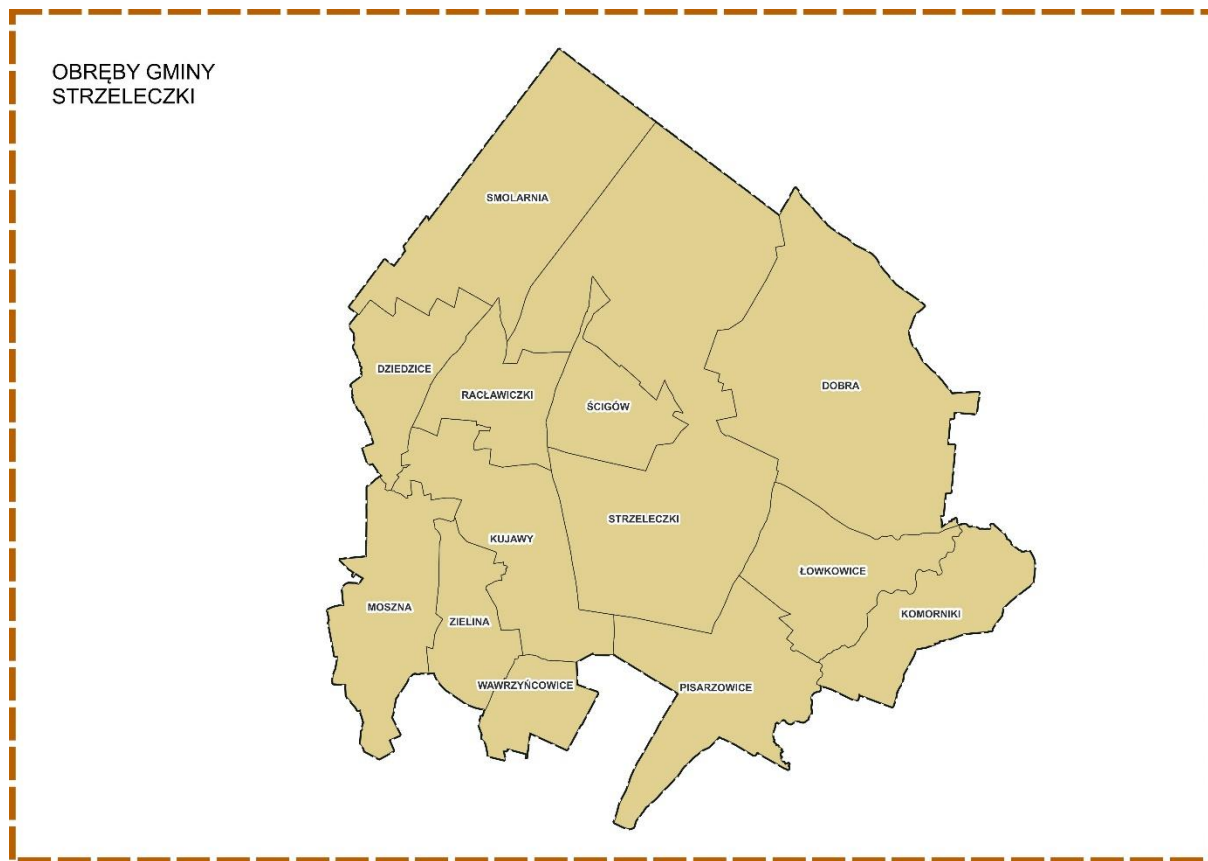 OBRĘBY GMINY
STRZELECZKI
SMOLARNIA
DZIEDZICE
RACŁAWICZKI
ŚCIGÓW
DOBRA
STRZELECZKI
KUJAWY
ŁOWKOWICE
MOSZNA
ZIELINA
KOMORNIKI
WAWRZYŃCOWICE
PISARZOWICE